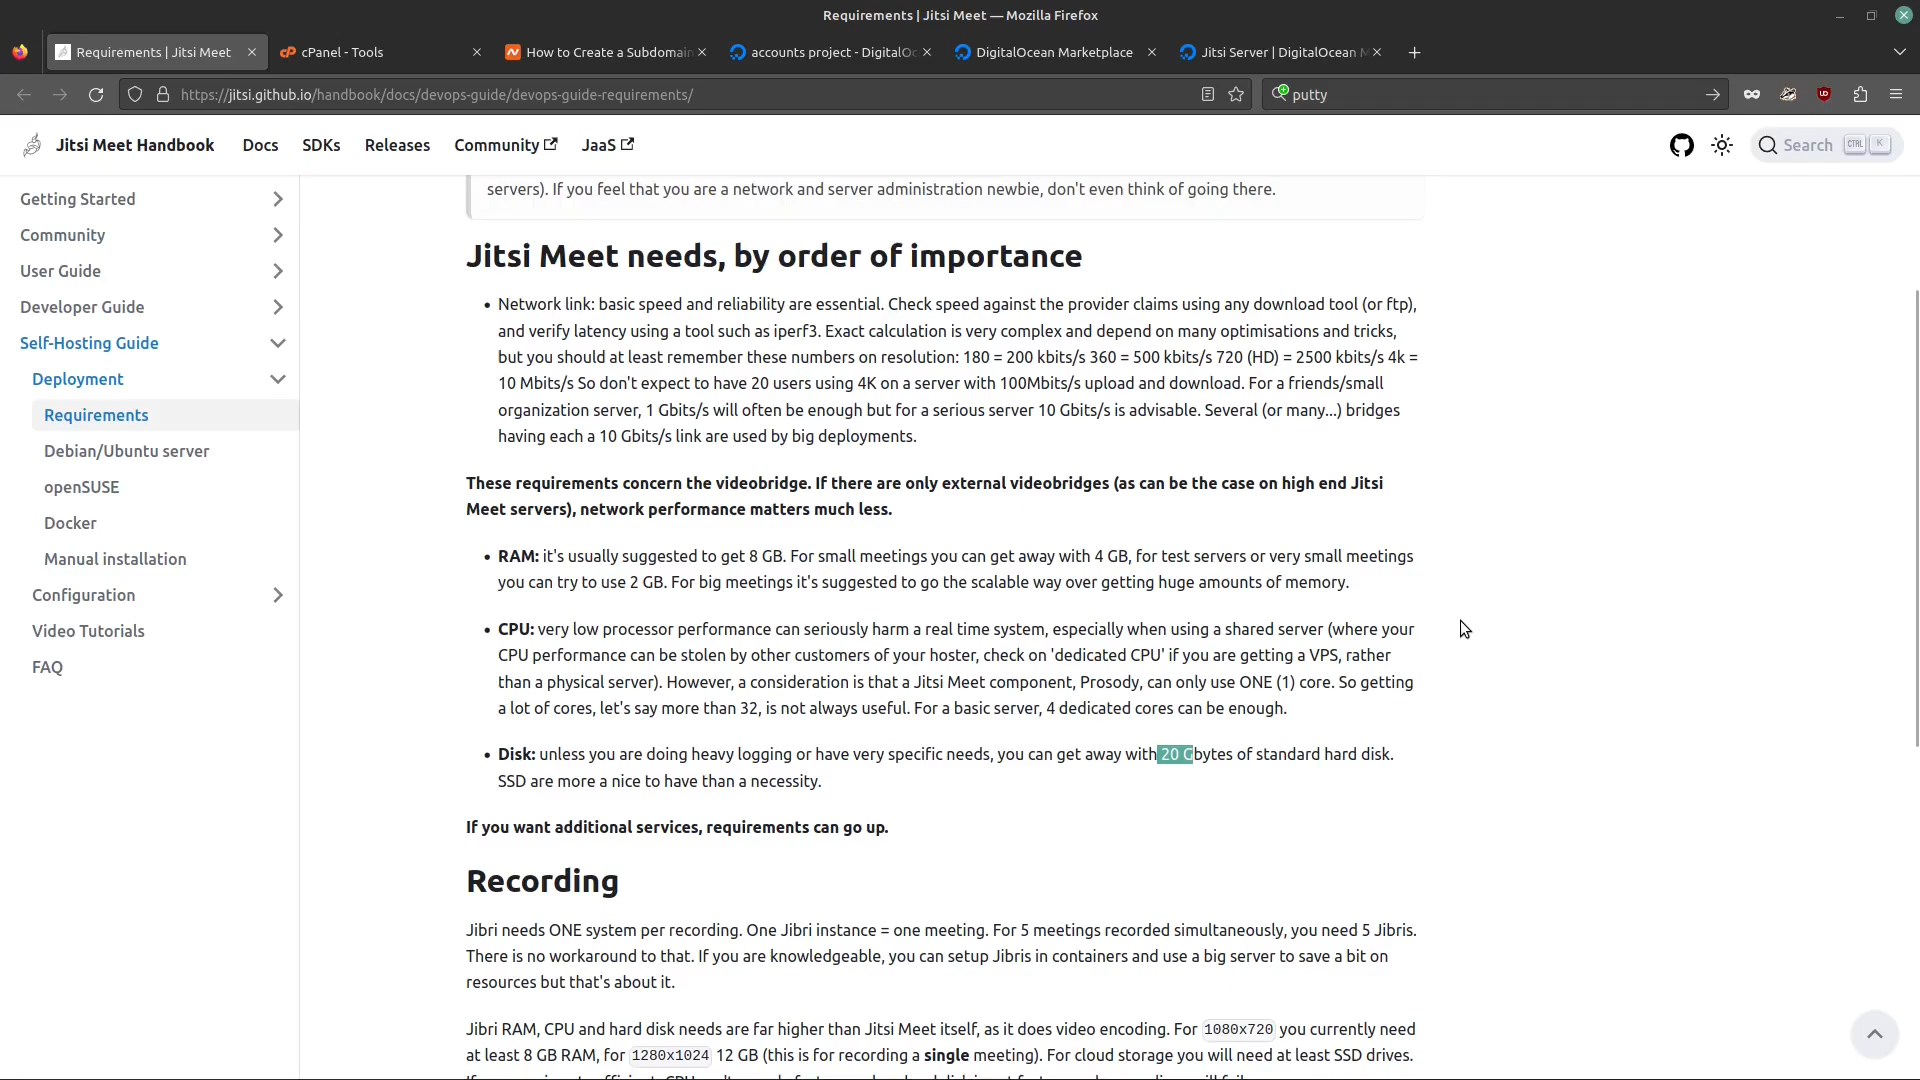 Requirements | Jitsi Meet — Mozilla Firefox
Requirements | Jitsi Meet
cPanel - Tools
How to Create a Subdomain
accounts project - DigitalOc
DigitalOcean Marketplace
Jitsi Server | DigitalOcean M
https://jitsi.github.io/handbook/docs/devops-guide/devops-guide-requirements/
putty
Jitsi Meet Handbook
Docs
SDKs
Releases
Community
JaaS
Search
CTRL
K
Getting Started
Community
User Guide
Developer Guide
Self-Hosting Guide
Deployment
Requirements
Debian/Ubuntu server
openSUSE
Docker
Manual installation
Configuration
Video Tutorials
FAQ
servers). If you feel that you are a network and server administration newbie, don't even think of going there.
Jitsi Meet needs, by order of importance
• Network link: basic speed and reliability are essential. Check speed against the provider claims using any download tool (or ftp),
and verify latency using a tool such as iperf3. Exact calculation is very complex and depend on many optimisations and tricks,
but you should at least remember these numbers on resolution: 180 = 200 kbits/s 360 = 500 kbits/s 720 (HD) = 2500 kbits/s 4k =
10 Mbits/s So don't expect to have 20 users using 4K on a server with 100Mbits/s upload and download. For a friends/small
organization server, 1 Gbits/s will often be enough but for a serious server 10 Gbits/s is advisable. Several (or many...) bridges
having each a 10 Gbits/s link are used by big deployments.
These requirements concern the videobridge. If there are only external videobridges (as can be the case on high end Jitsi
Meet servers), network performance matters much less.
• RAM: it's usually suggested to get 8 GB. For small meetings you can get away with 4 GB, for test servers or very small meetings
you can try to use 2 GB. For big meetings it's suggested to go the scalable way over getting huge amounts of memory.
• CPU: very low processor performance can seriously harm a real time system, especially when using a shared server (where your
CPU performance can be stolen by other customers of your hoster, check on 'dedicated CPU' if you are getting a VPS, rather
than a physical server). However, a consideration is that a Jitsi Meet component, Prosody, can only use ONE (1) core. So getting
a lot of cores, let's say more than 32, is not always useful. For a basic server, 4 dedicated cores can be enough.
• Disk: unless you are doing heavy logging or have very specific needs, you can get away with 20 Gbytes of standard hard disk.
SSD are more a nice to have than a necessity.
If you want additional services, requirements can go up.
Recording
Jibri needs ONE system per recording. One Jibri instance = one meeting. For 5 meetings recorded simultaneously, you need 5 Jibris.
There is no workaround to that. If you are knowledgeable, you can setup Jibris in containers and use a big server to save a bit on
resources but that's about it.
Jibri RAM, CPU and hard disk needs are far higher than Jitsi Meet itself, as it does video encoding. For 1080x720 you currently need
at least 8 GB RAM, for 1280x1024 12 GB (this is for recording a single meeting). For cloud storage you will need at least SSD drives.